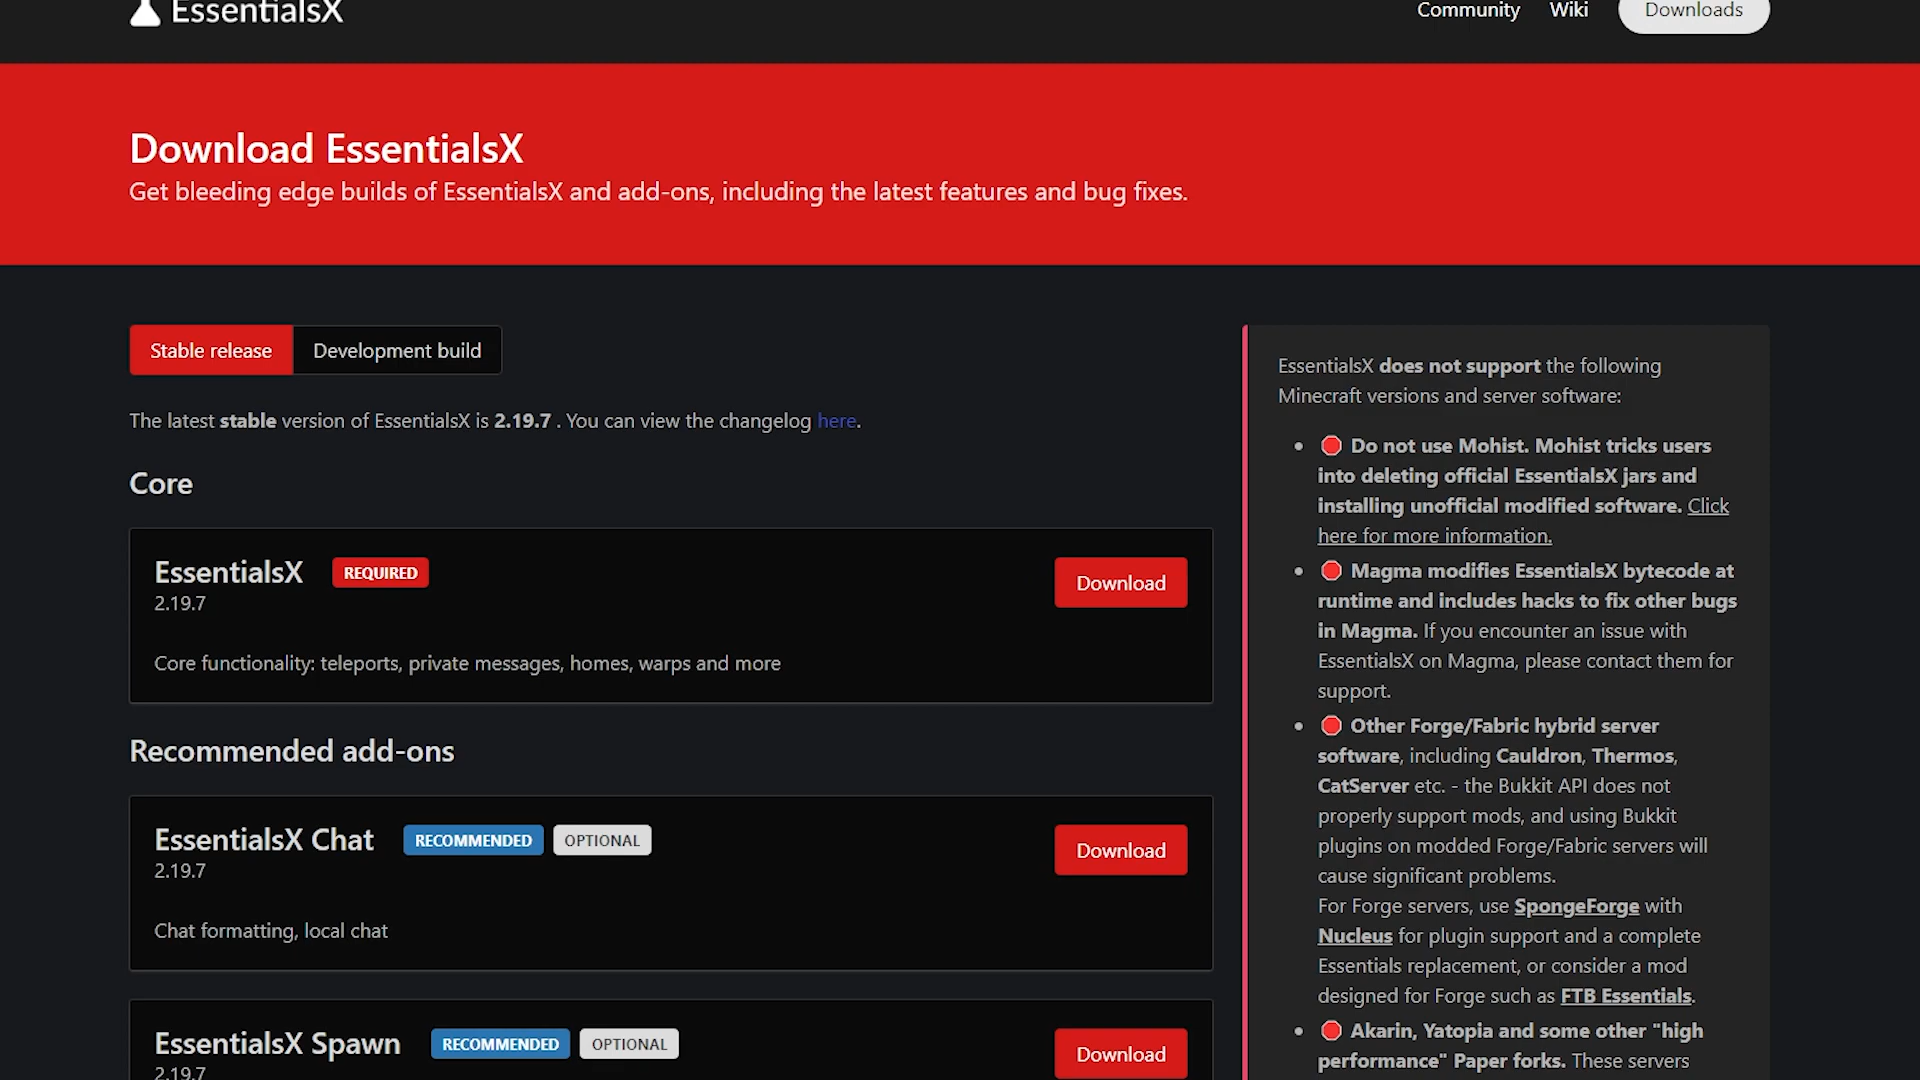 EssentialsX
Community
Wiki
Downloads
Download EssentialsX
Get bleeding edge builds of EssentialsX and add-ons, including the latest features and bug fixes.
Stable release
Development build
The latest stable version of EssentialsX is 2.19.7 . You can view the changelog here.
Core
EssentialsX
REQUIRED
2.19.7
Download
Core functionality: teleports, private messages, homes, warps and more
Recommended add-ons
EssentialsX Chat
RECOMMENDED
OPTIONAL
2.19.7
Download
Chat formatting, local chat
EssentialsX Spawn
RECOMMENDED
OPTIONAL
2.19.7
Download
EssentialsX does not support the following
Minecraft versions and server software:
Do not use Mohist. Mohist tricks users
into deleting official EssentialsX jars and
installing unofficial modified software. Click
here for more information.
Magma modifies EssentialsX bytecode at
runtime and includes hacks to fix other bugs
in Magma. If you encounter an issue with
EssentialsX on Magma, please contact them for
support.
Other Forge/Fabric hybrid server
software, including Cauldron, Thermos,
CatServer etc. - the Bukkit API does not
properly support mods, and using Bukkit
plugins on modded Forge/Fabric servers will
cause significant problems.
For Forge servers, use SpongeForge with
Nucleus for plugin support and a complete
Essentials replacement, or consider a mod
designed for Forge such as FTB Essentials.
Akarin, Yatopia and some other "high
performance" Paper forks. These servers